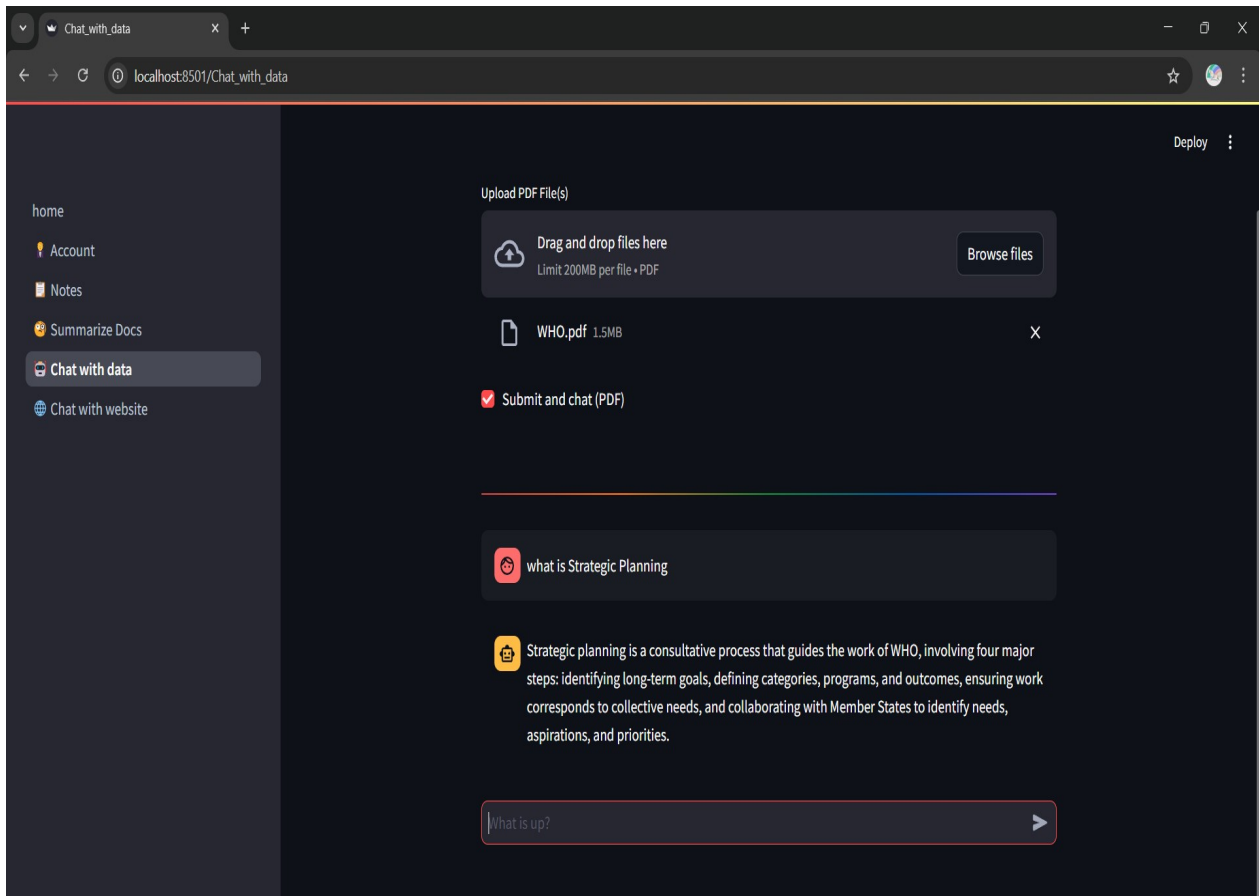 Chat_with_data
localhost:8501/Chat_with_data
Deploy
home
Account
Notes
Summarize Docs
Chat with data
Chat with website
Upload PDF File(s)
Drag and drop files here
Limit 200MB per file • PDF
Browse files
WHO.pdf 1.5MB
Submit and chat (PDF)
what is Strategic Planning
Strategic planning is a consultative process that guides the work of WHO, involving four major
steps: identifying long-term goals, defining categories, programs, and outcomes, ensuring work
corresponds to collective needs, and collaborating with Member States to identify needs,
aspirations, and priorities.
What is up?